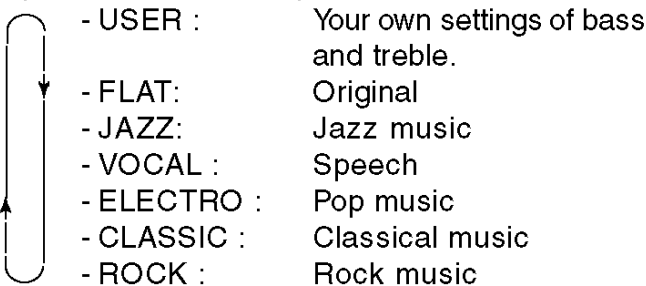 - USER : Your own settings of bass
and treble.
- FLAT: Original
- JAZZ: Jazz music
- VOCAL : Speech
- ELECTRO : Pop music
- CLASSIC : Classical music
- ROCK : Rock music